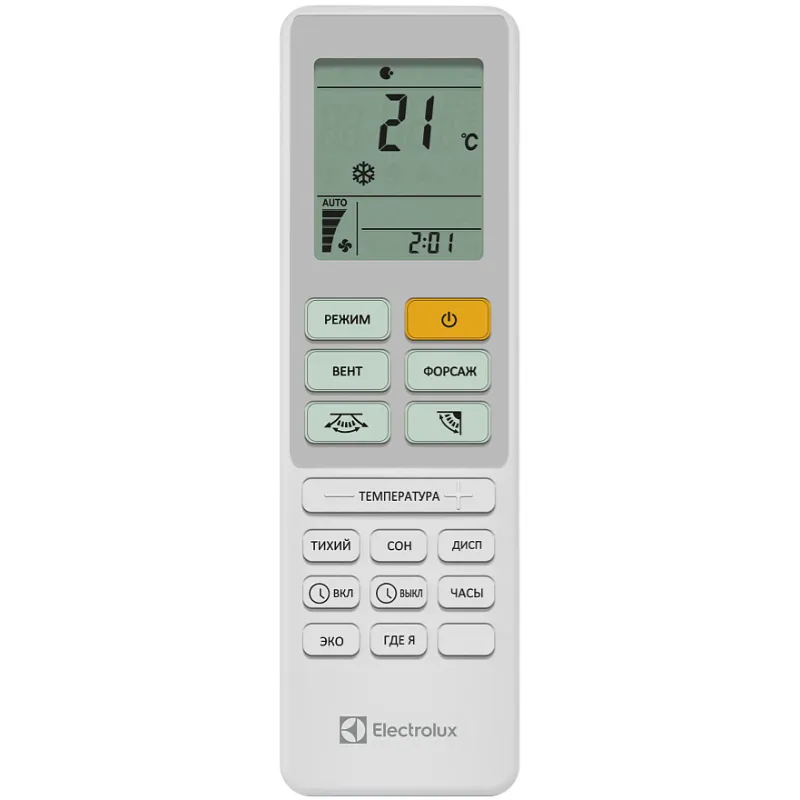 21 °C
AUTO
2:01
РЕЖИМ
ВЕНТ ФОРСАЖ
ТЕМПЕРАТУРА
ТИХИЙ СОН ДИСП
ВКЛ ВЫКЛ ЧАСЫ
ЭКО ГДЕ Я
Electrolux